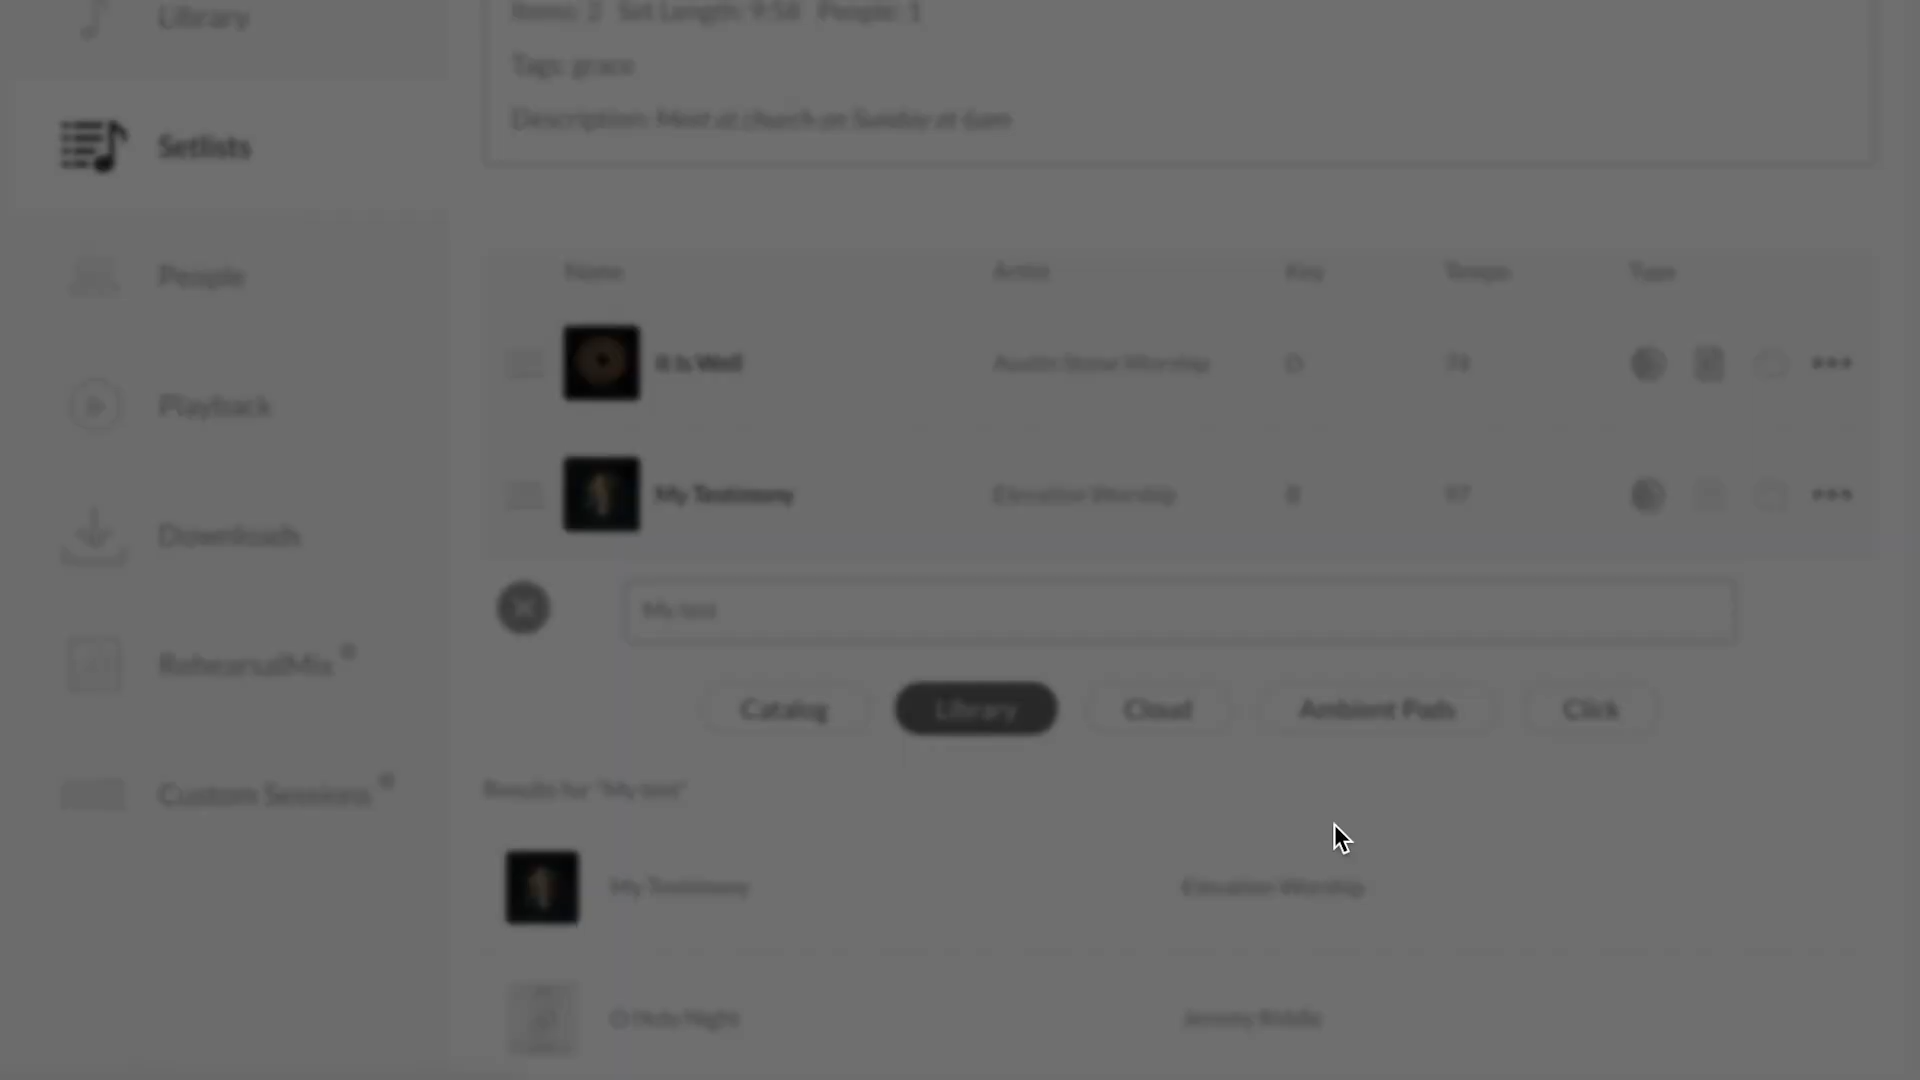 Library
Items: 2 Set Length: 9:58 People: 1
Tags: grace
Setlists
Description: Meet at church on Sunday at 6am
People
Name Artist Key Tempo Type
It Is Well Austin Stone Worship D
Playback
My Testimony Elevation Worship B 97
Downloads
My test
RehearsalMix
Catalog Library Cloud Ambient Pads Click
Custom Sessions
Results for "My test"
My Testimony Elevation Worship
O Holy Night Jeremy Riddle